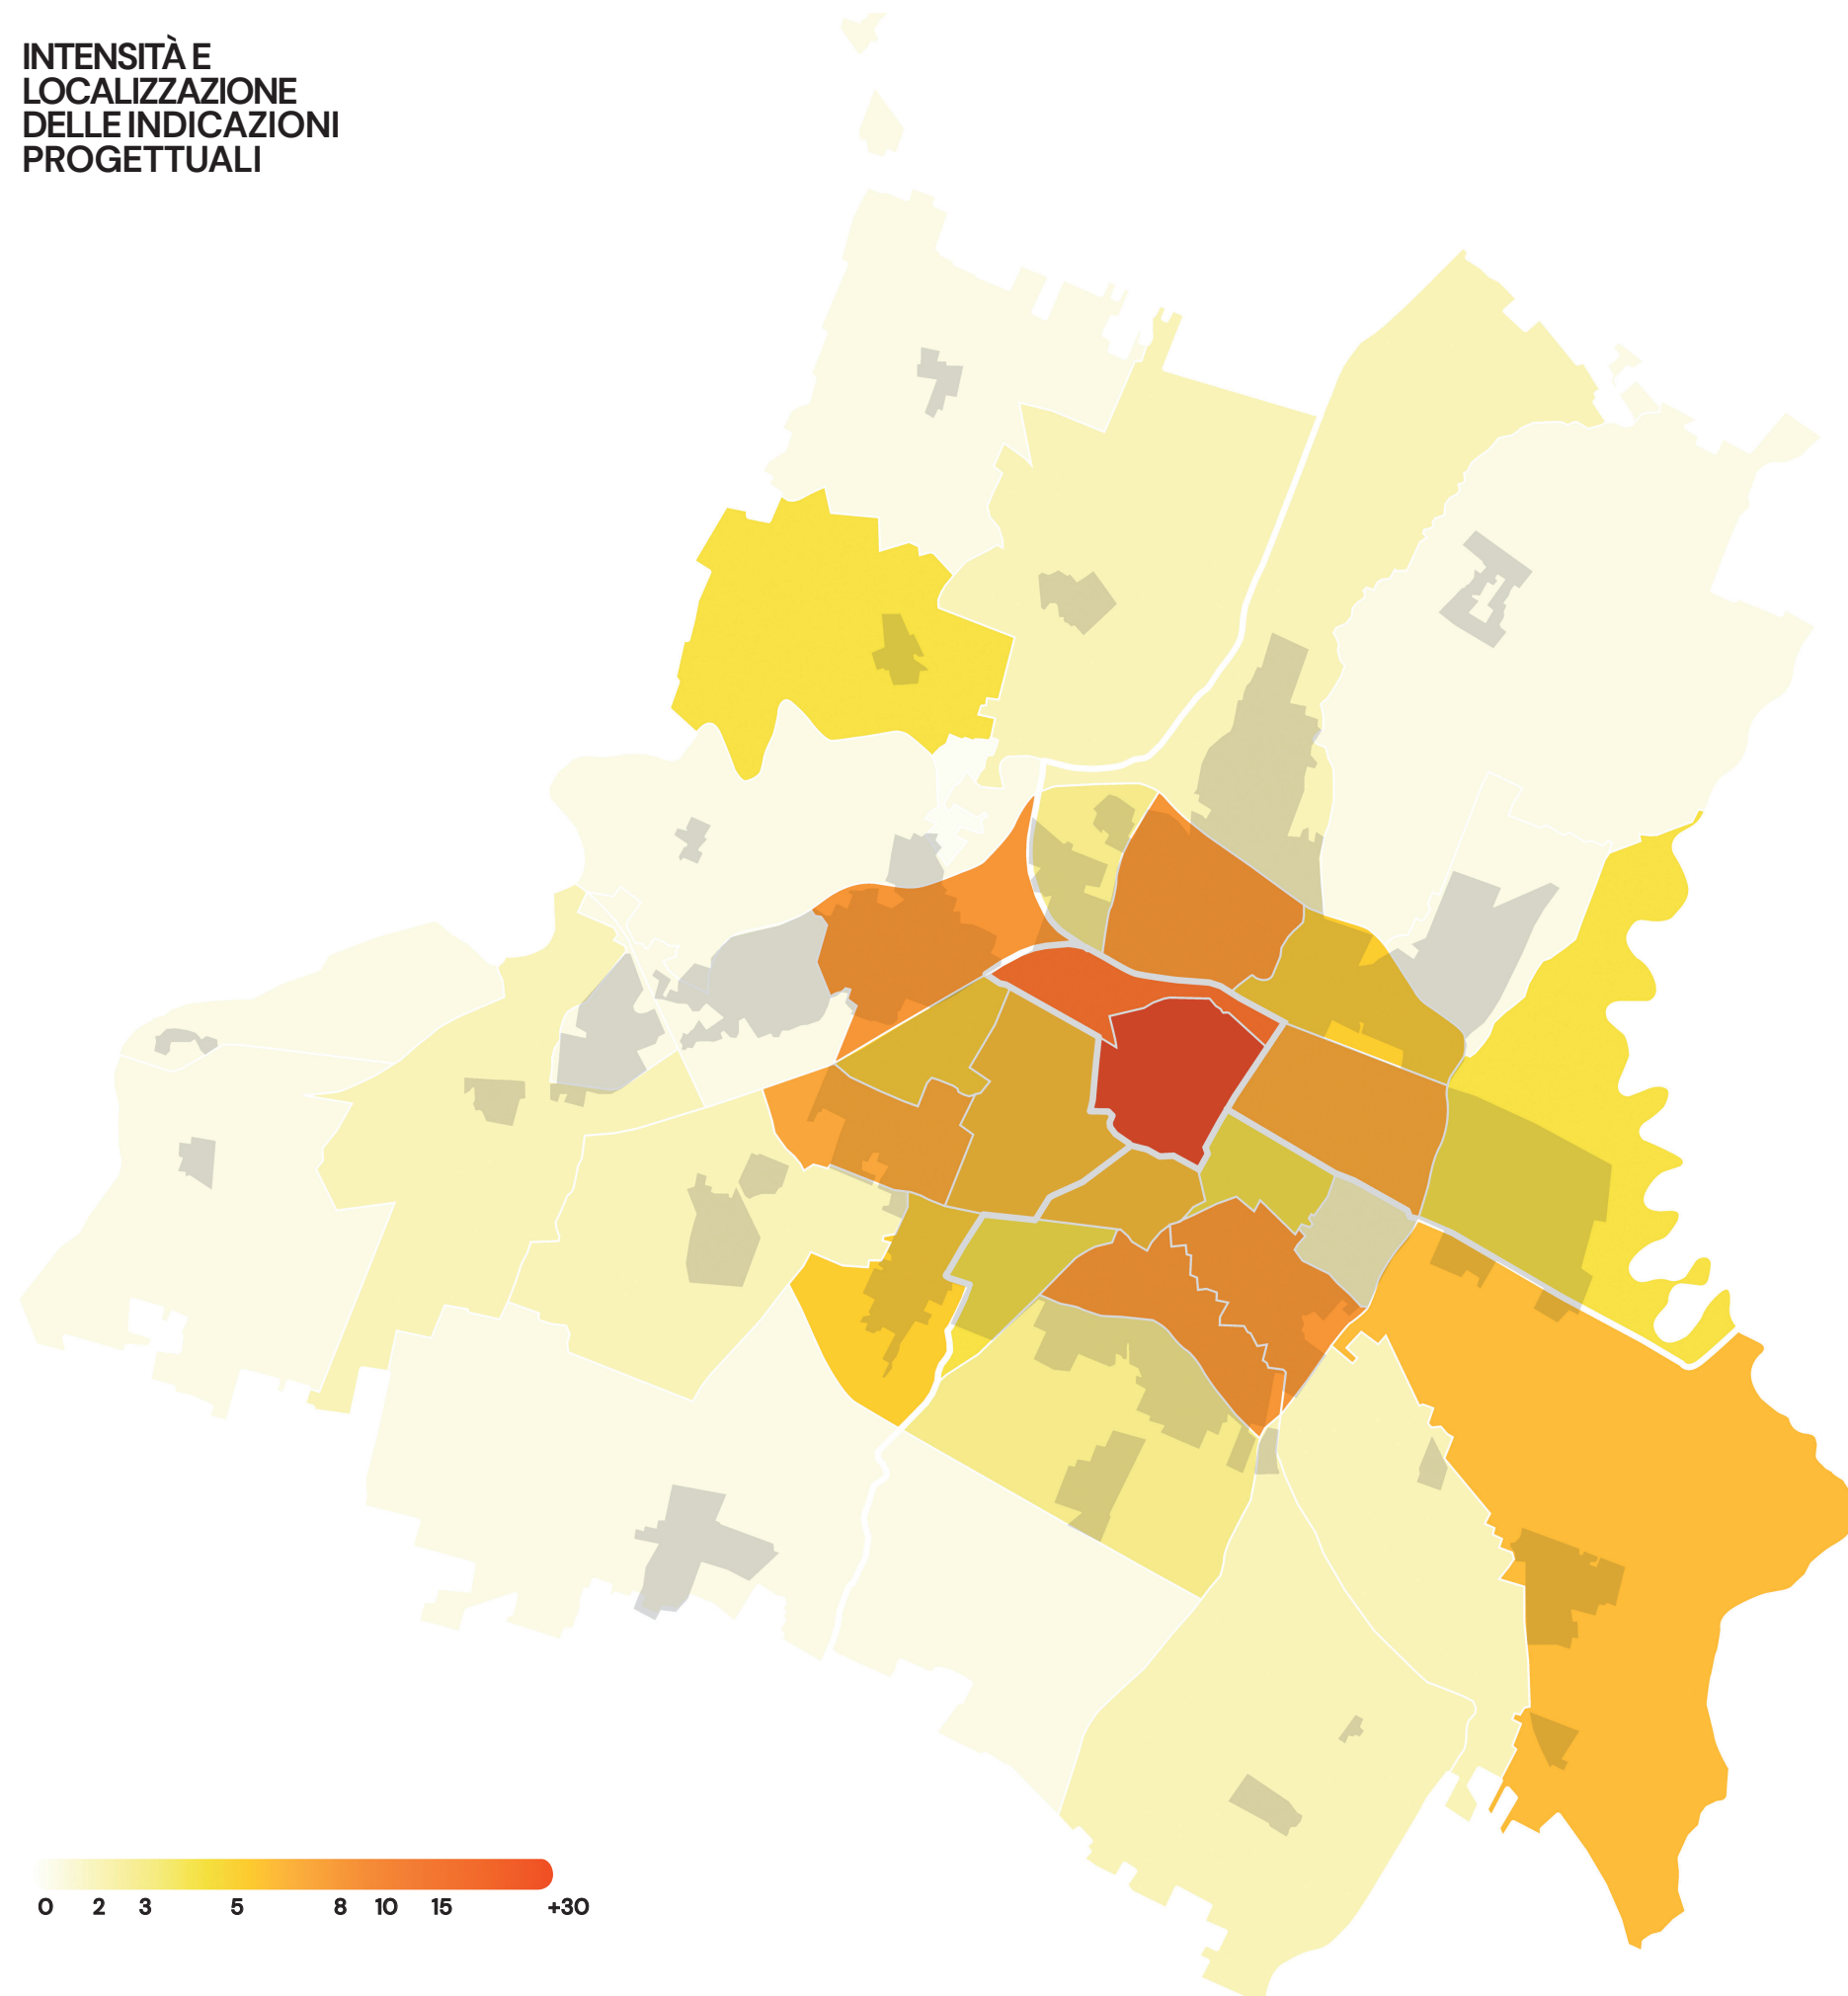 INTENSITÀ E
LOCALIZZAZIONE
DELLE INDICAZIONI
PROGETTUALI
0 2 3 5 8 10 15 +30